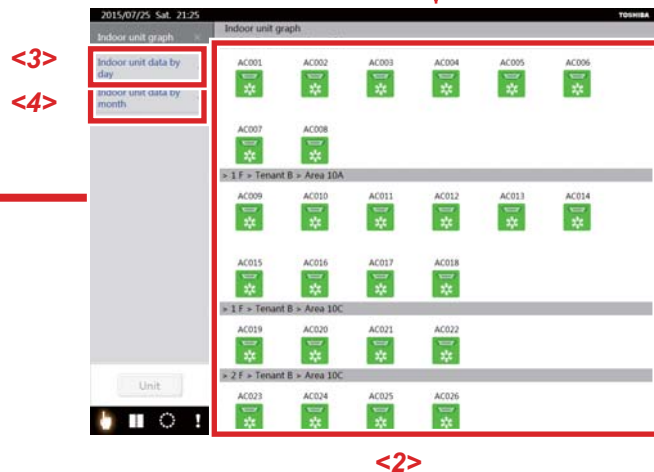 2015/07/25 Sat. 21:25
TOSHIBA
Indoor unit graph ×
Indoor unit graph
<3>
Indoor unit data by
day
<4>
Indoor unit data by
month
AC001 AC002 AC003 AC004 AC005 AC006
AC007 AC008
> 1 F > Tenant B > Area 10A
AC009 AC010 AC011 AC012 AC013 AC014
AC015 AC016 AC017 AC018
> 1 F > Tenant B > Area 10C
AC019 AC020 AC021 AC022
> 2 F > Tenant B > Area 10C
AC023 AC024 AC025 AC026
Unit
!
<2>